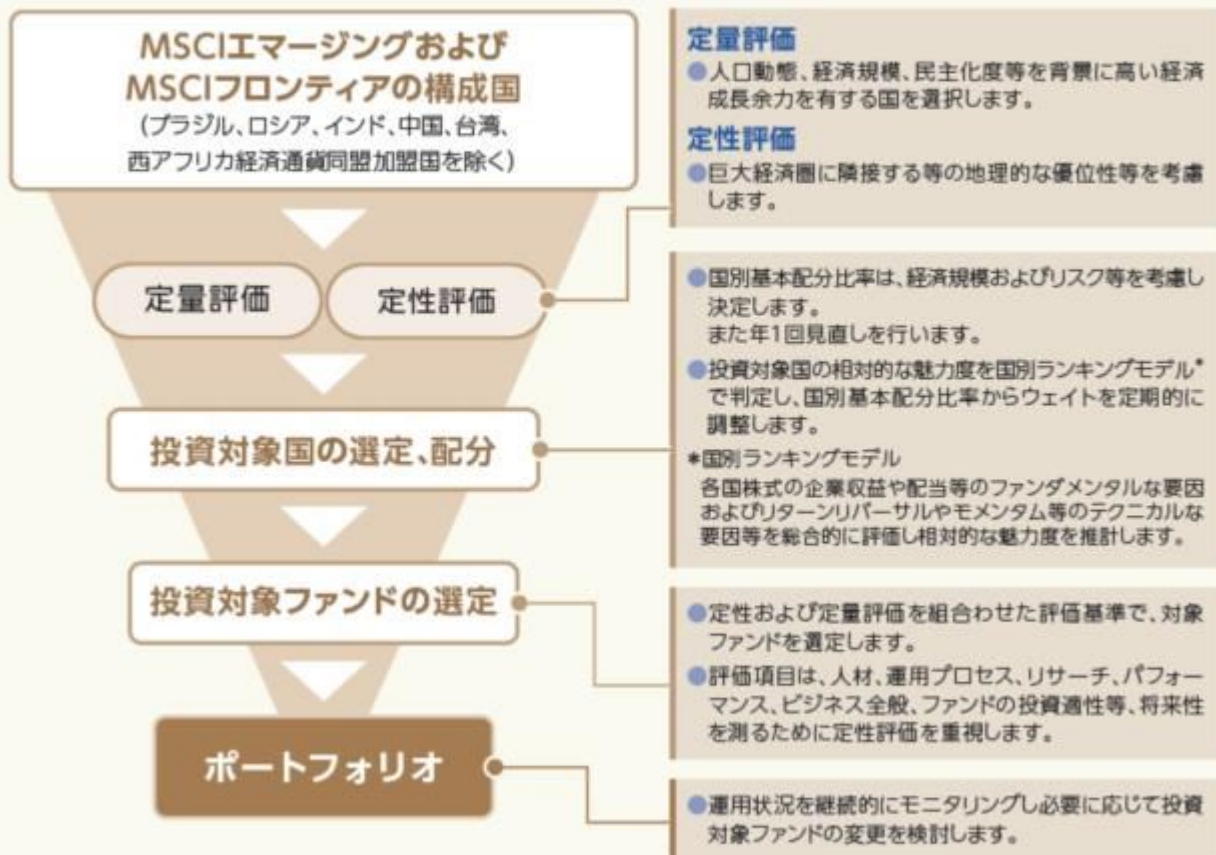 MSCIエマージングおよび
MSCIフロンティアの構成国
(ブラジル、ロシア、インド、中国、台湾、
西アフリカ経済通貨同盟加盟国を除く)
定量評価
定性評価
投資対象国の選定、配分
投資対象ファンドの選定
ポートフォリオ
定量評価
●人口動態、経済規模、民主化度等を背景に高い経済
成長余力を有する国を選択します。
定性評価
●巨大経済圏に隣接する等の地理的な優位性等を考慮
します。
●国別基本配分比率は、経済規模およびリスク等を考慮し
決定します。
また年1回見直しを行います。
●投資対象国の相対的な魅力度を国別ランキングモデル*
で判定し、国別基本配分比率からウェイトを定期的に
調整します。
*国別ランキングモデル
各国株式の企業収益や配当等のファンダメンタルな要因
およびリターンリバーサルやモメンタム等のテクニカルな
要因等を総合的に評価し相対的な魅力度を推計します。
●定性および定量評価を組合わせた評価基準で、対象
ファンドを選定します。
●評価項目は、人材、運用プロセス、リサーチ、パフォー
マンス、ビジネス全般、ファンドの投資適性等、将来性
を測るために定性評価を重視します。
●運用状況を継続的にモニタリングし必要に応じて投資
対象ファンドの変更を検討します。